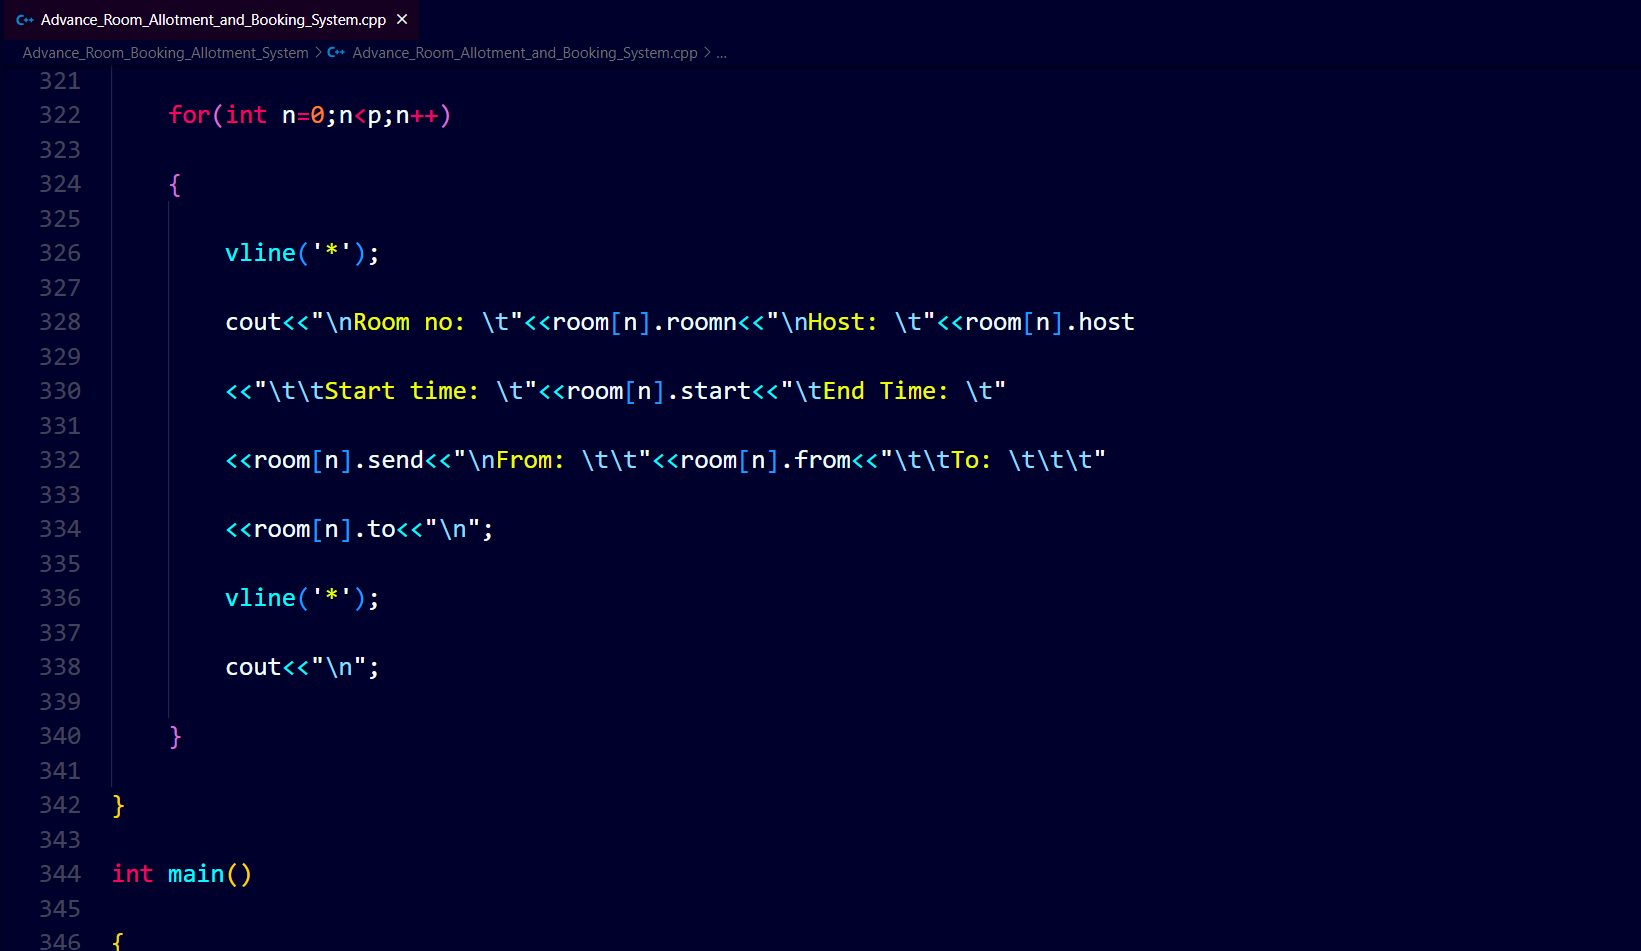 Advance_Room_Allotment_and_Booking_System.cpp ×
Advance_Room_Booking_Allotment_System > Advance_Room_Allotment_and_Booking_System.cpp > ...
321
322 for(int n=0;n<p;n++)
323
324 {
325
326 vline('*');
327
328 cout<<"\nRoom no: \t"<<room[n].roomn<<"\nHost: \t"<<room[n].host
329
330 <<"\t\tStart time: \t"<<room[n].start<<"\tEnd Time: \t"
331
332 <<room[n].send<<"\nFrom: \t\t"<<room[n].from<<"\t\tTo: \t\t\t"
333
334 <<room[n].to<<"\n";
335
336 vline('*');
337
338 cout<<"\n";
339
340 }
341
342 }
343
344 int main()
345
346 {